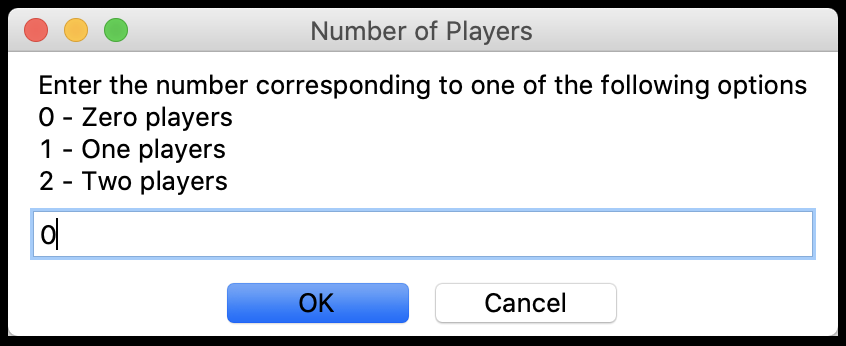 Number of Players
Enter the number corresponding to one of the following options
0 - Zero players
1 - One players
2 - Two players
0
OK
Cancel